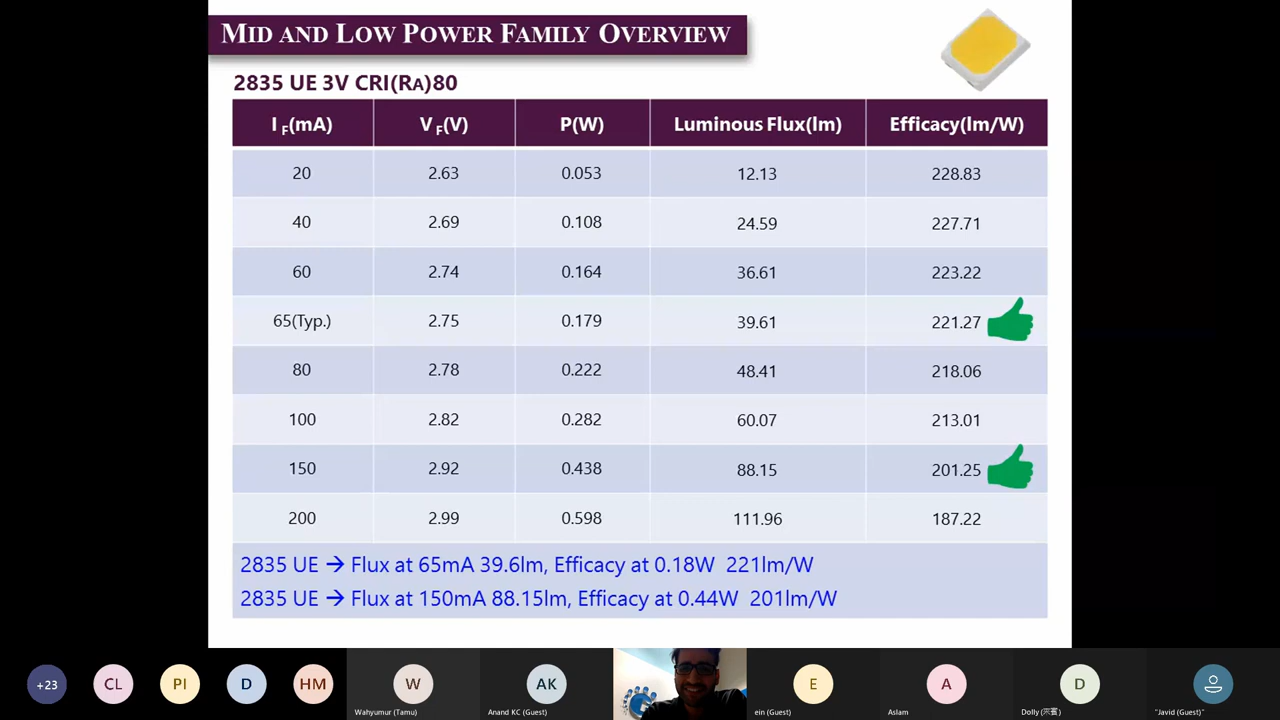 MID AND LOW POWER FAMILY OVERVIEW
2835 UE 3V CRI(RA)80
I F(mA) V F(V) P(W) Luminous Flux(lm) Efficacy(lm/W)
20 2.63 0.053 12.13 228.83
40 2.69 0.108 24.59 227.71
60 2.74 0.164 36.61 223.22
65(Typ.) 2.75 0.179 39.61 221.27
80 2.78 0.222 48.41 218.06
100 2.82 0.282 60.07 213.01
150 2.92 0.438 88.15 201.25
200 2.99 0.598 111.96 187.22
2835 UE → Flux at 65mA 39.6lm, Efficacy at 0.18W 221lm/W
2835 UE → Flux at 150mA 88.15lm, Efficacy at 0.44W 201lm/W
+23 CL PI D HM W AK E A D
Wahyumur (Tamu) Anand KC (Guest) ein (Guest) Aslam Dolly (宗賓) "Javid (Guest)"